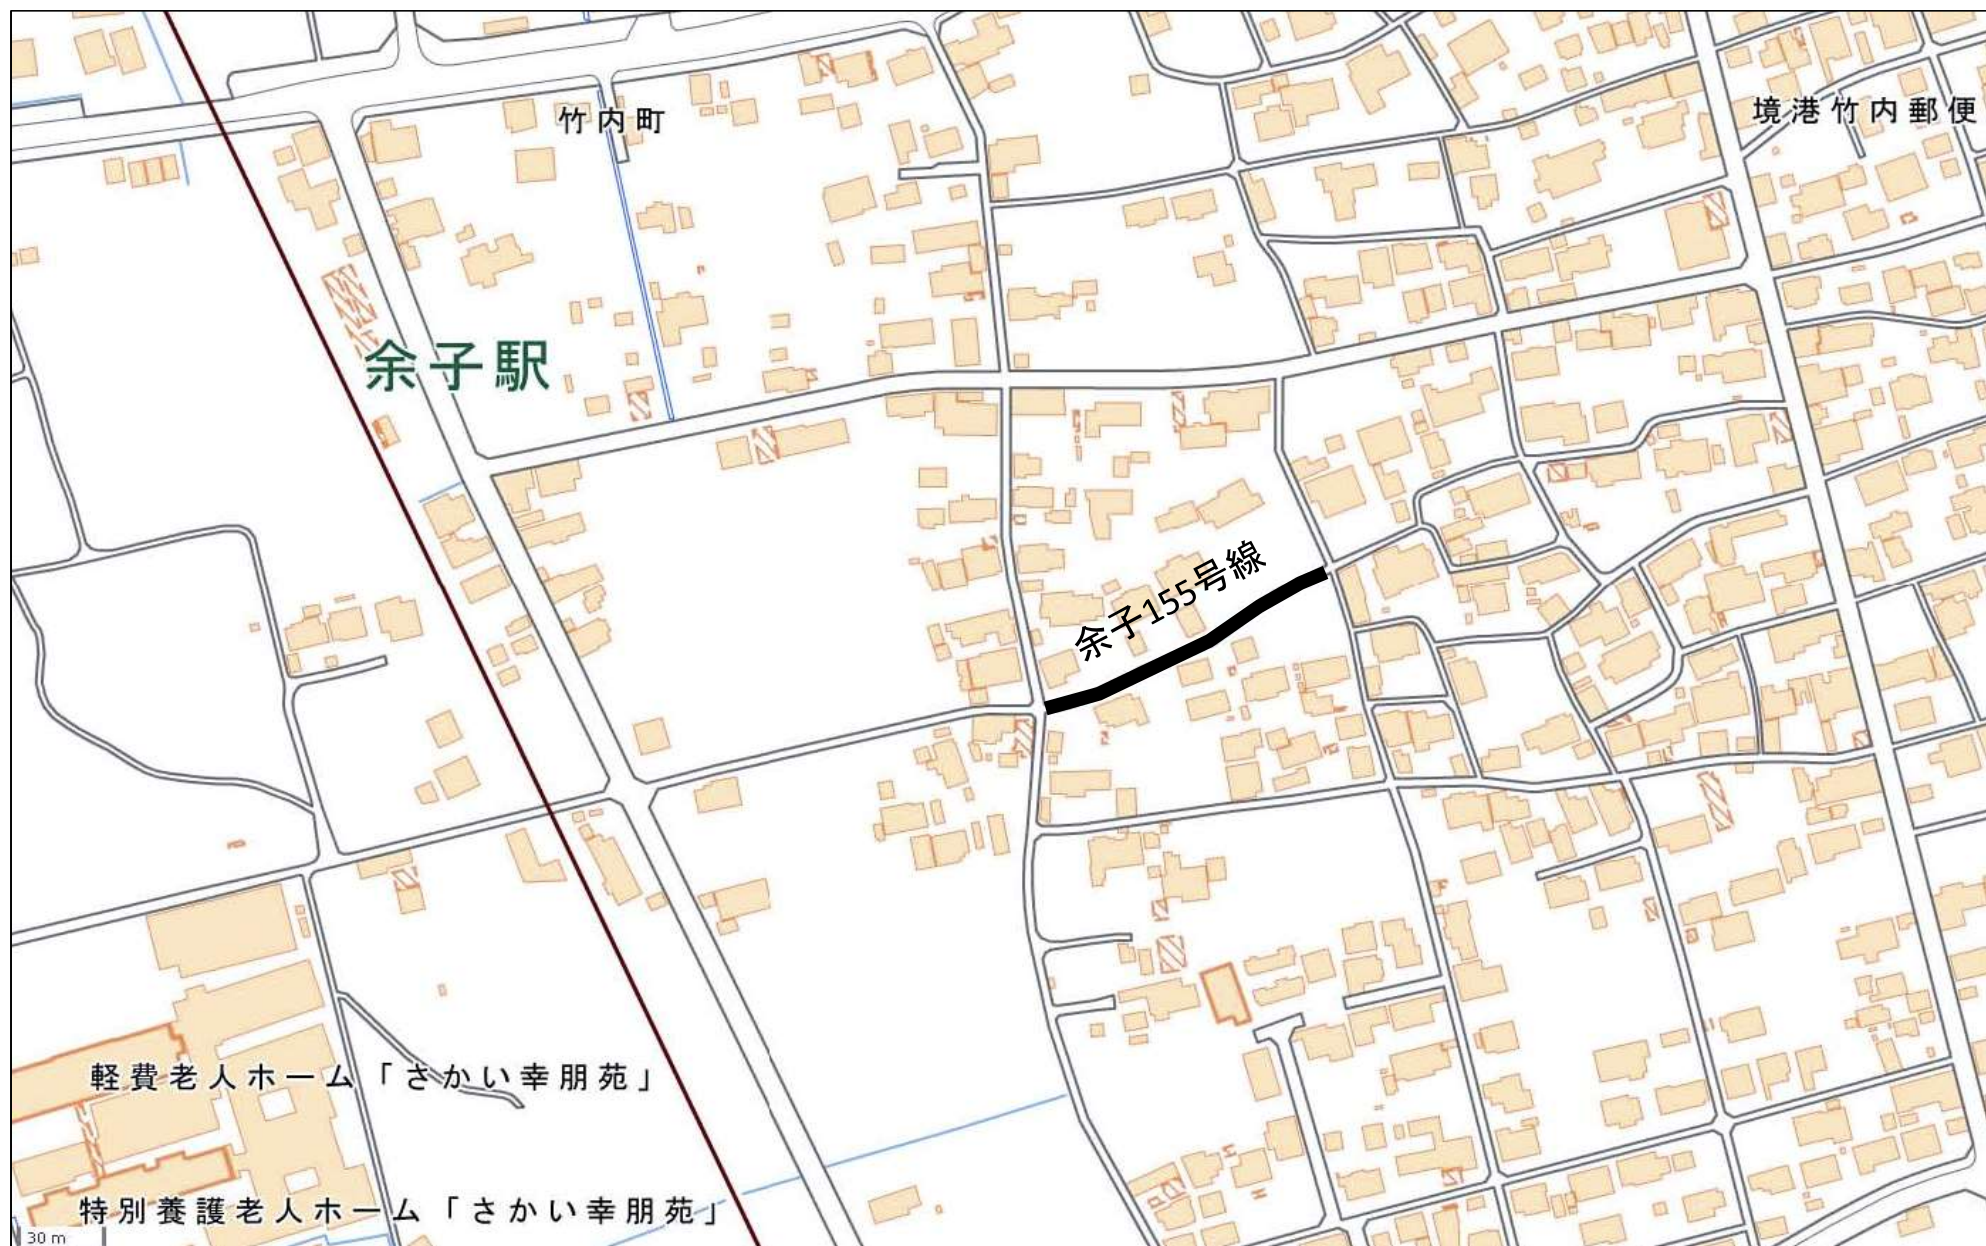 竹内町
境港竹内郵便
余子駅
余子155号線
軽費老人ホーム「さかい幸朋苑」
特別養護老人ホーム「さかい幸朋苑」
30 m